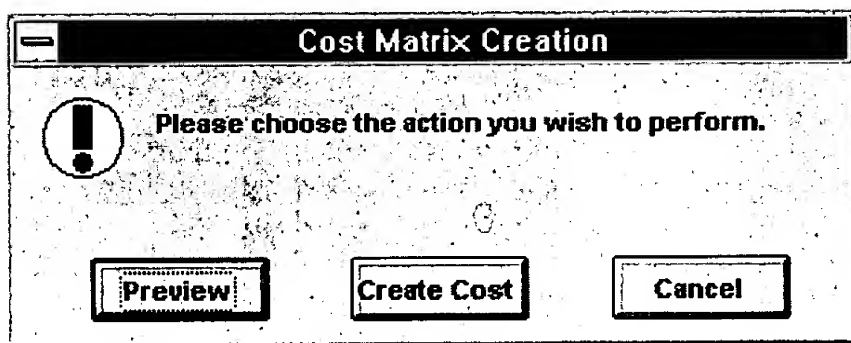 Cost Matrix Creation
Please choose the action you wish to perform.
Preview Create Cost Cancel